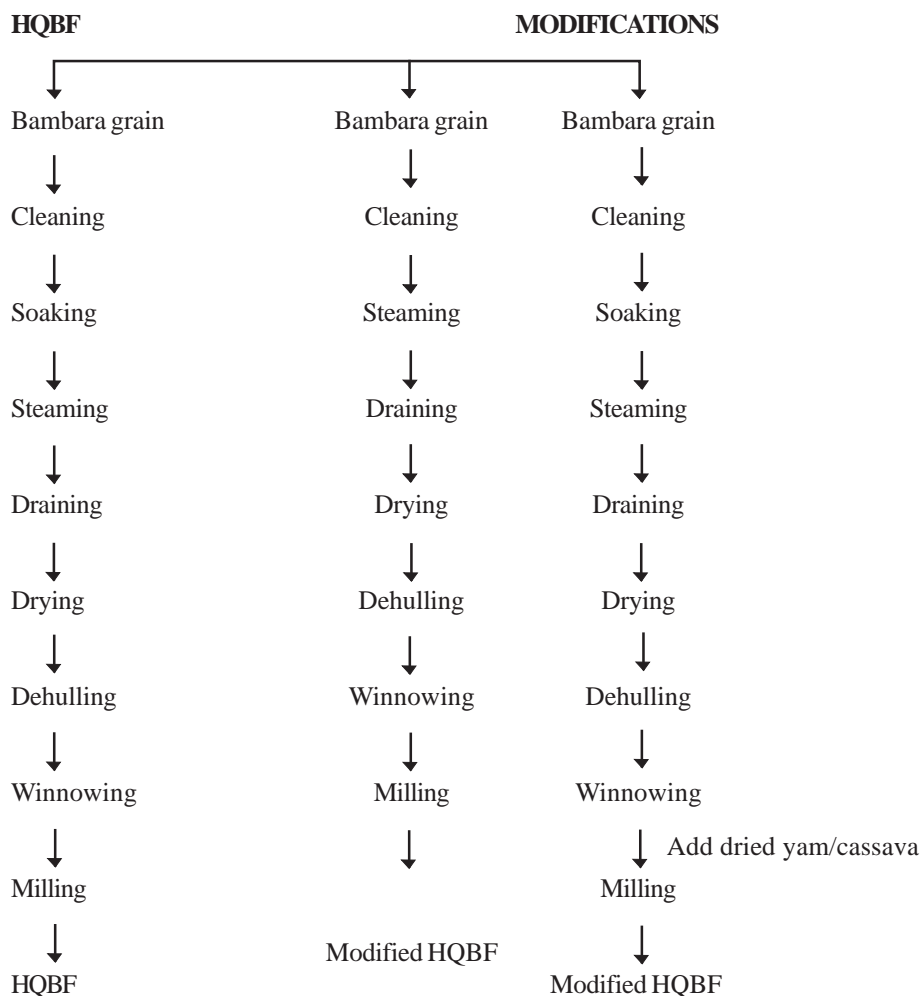 HQBF MODIFICATIONS
Bambara grain Bambara grain Bambara grain
Cleaning Cleaning Cleaning
Soaking Steaming Soaking
Steaming Draining Steaming
Draining Drying Draining
Drying Dehulling Drying
Dehulling Winnowing Dehulling
Winnowing Milling Winnowing
Add dried yam/cassava
Milling Milling
Modified HQBF
HQBF Modified HQBF